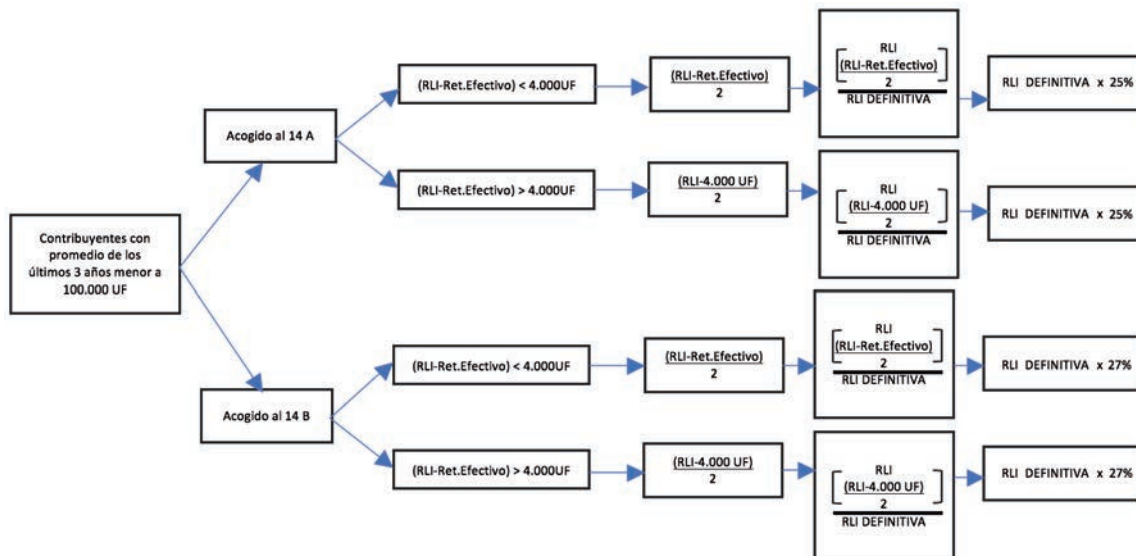 Contribuyentes con
promedio de los
últimos 3 años menor a
100.000 UF
Acogido al 14 A
(RLI-Ret.Efectivo) < 4.000UF
(RLI-Ret.Efectivo)
2
RLI
(RLI-Ret.Efectivo)
2
RLI DEFINITIVA
RLI DEFINITIVA x 25%
(RLI-Ret.Efectivo) > 4.000UF
(RLI-4.000 UF)
2
RLI
(RLI-4.000 UF)
2
RLI DEFINITIVA
RLI DEFINITIVA x 25%
Acogido al 14 B
(RLI-Ret.Efectivo) < 4.000UF
(RLI-Ret.Efectivo)
2
RLI
(RLI-Ret.Efectivo)
2
RLI DEFINITIVA
RLI DEFINITIVA x 27%
(RLI-Ret.Efectivo) > 4.000UF
(RLI-4.000 UF)
2
RLI
(RLI-4.000 UF)
2
RLI DEFINITIVA
RLI DEFINITIVA x 27%